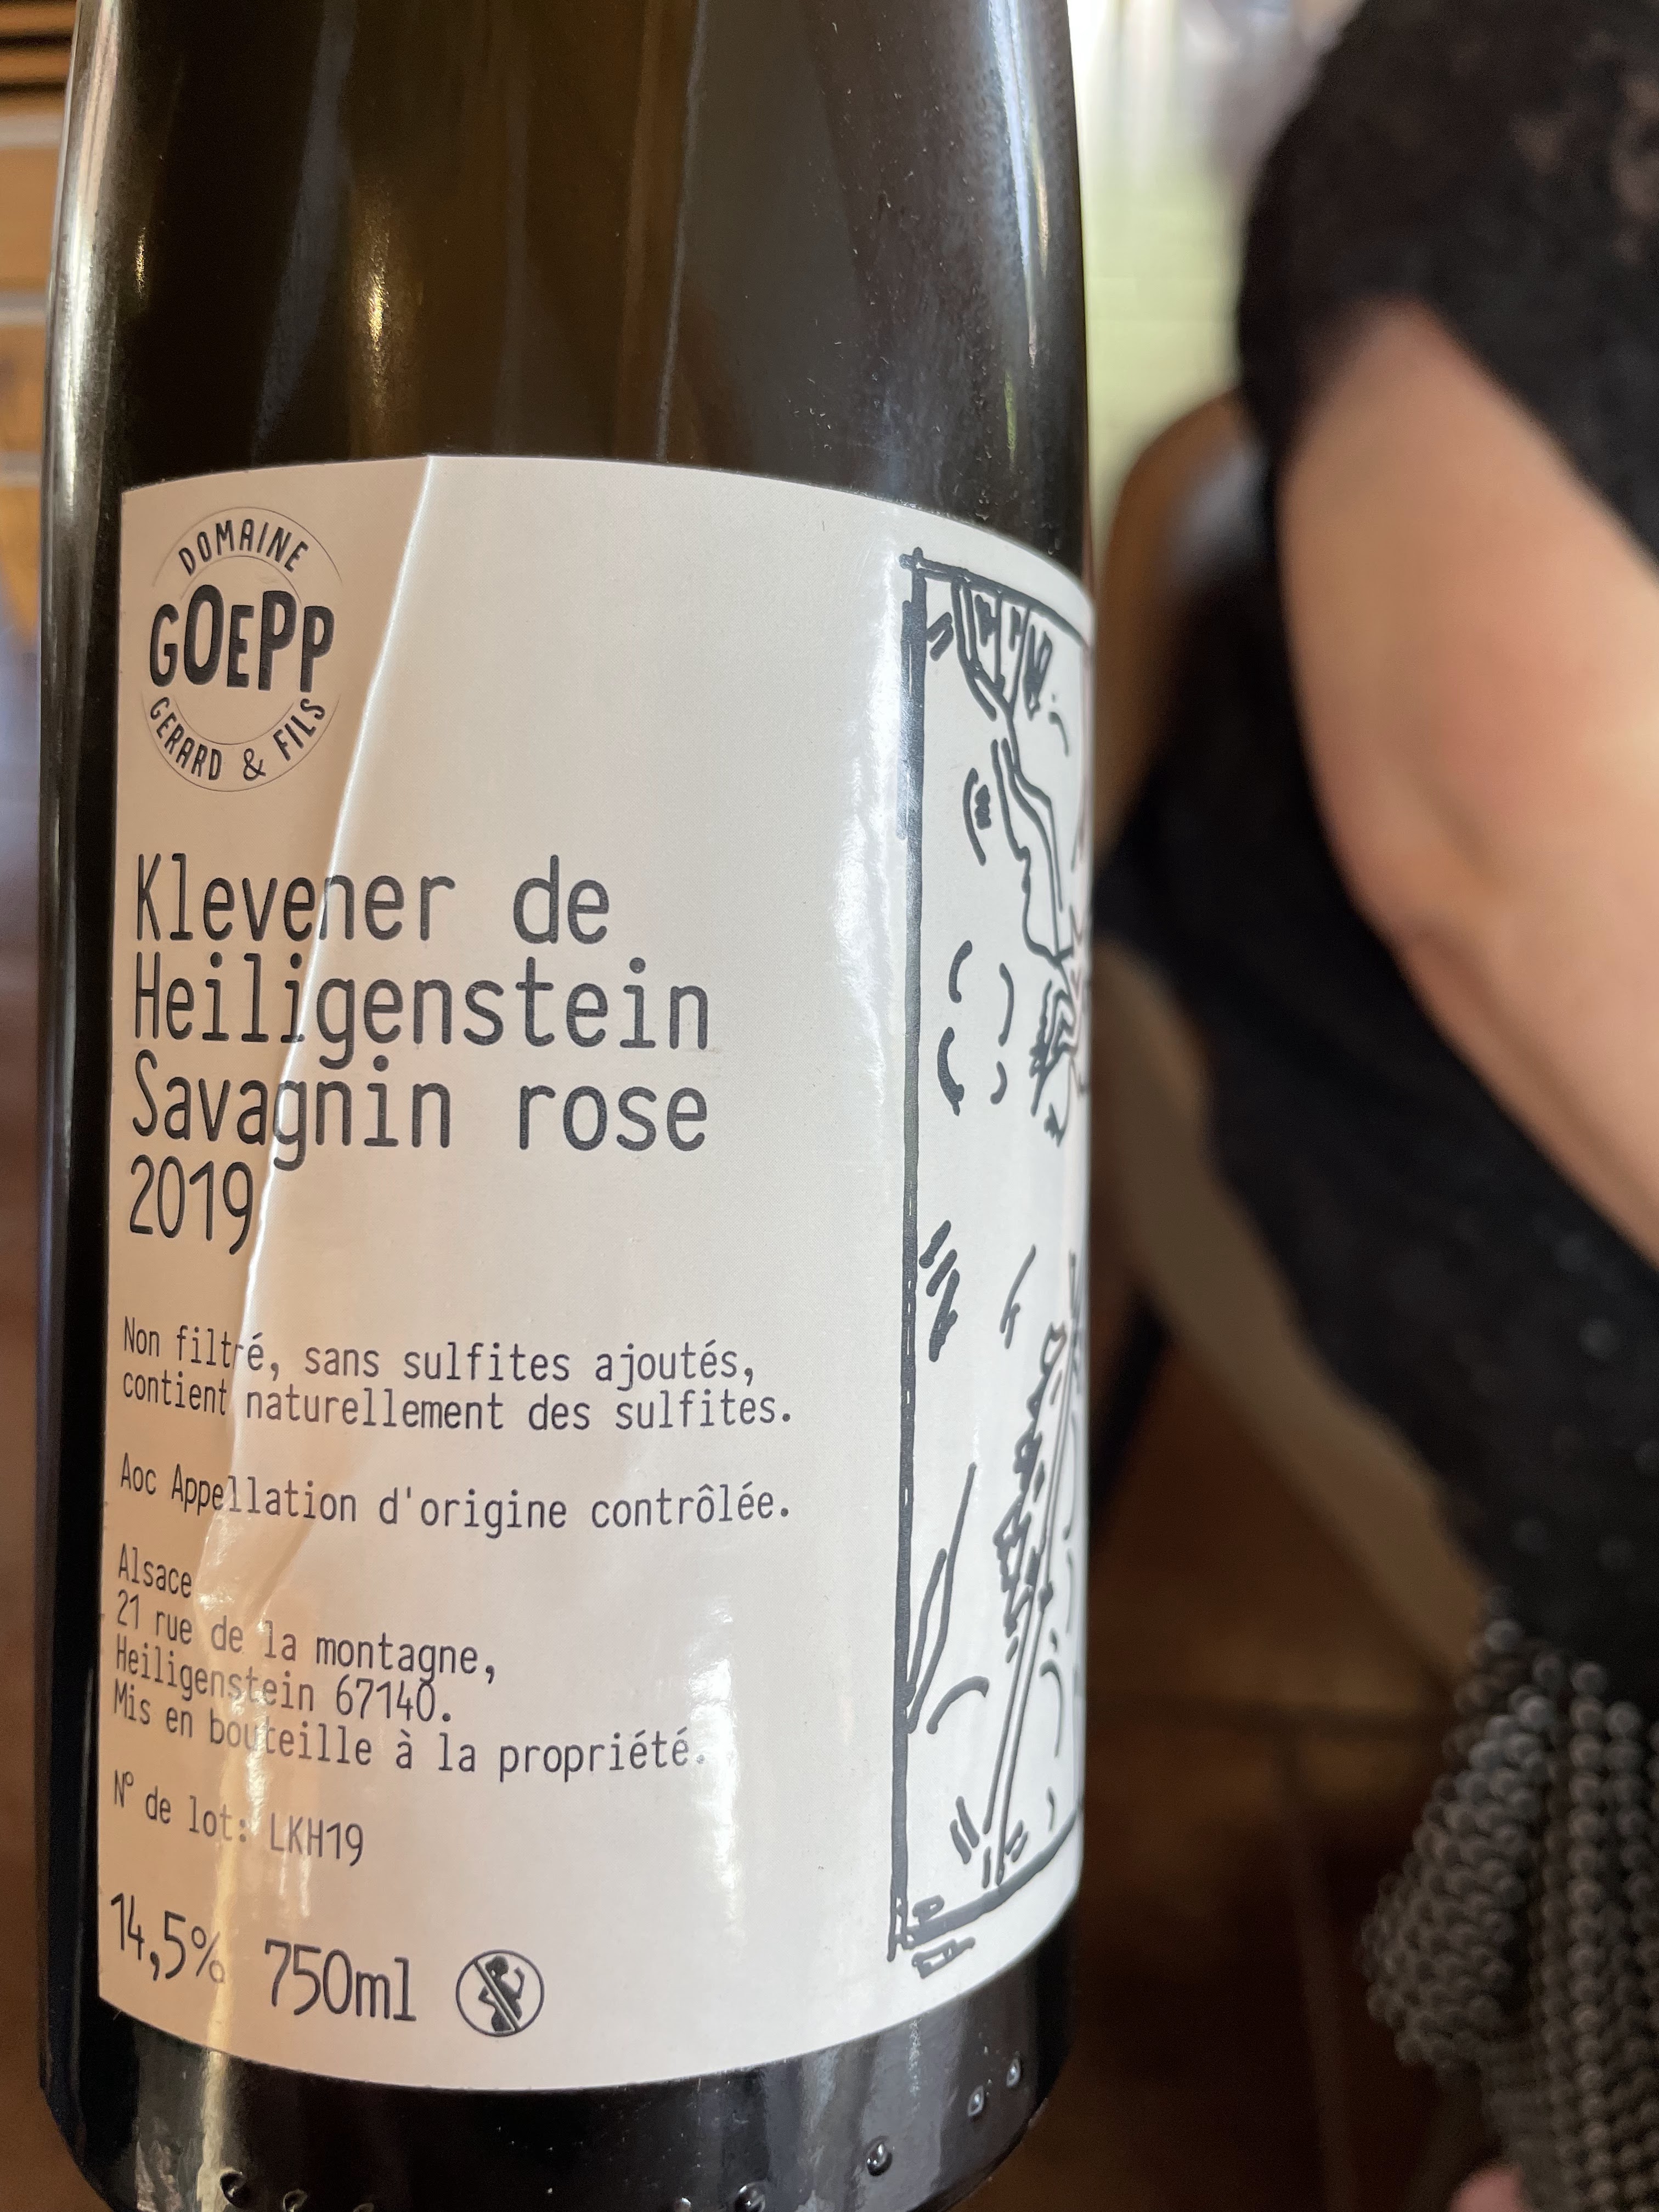 DOMAINE
GOEPP
GERARD & FILS
Klevener de
Heiligenstein
Savagnin rose
2019
Non filtré, sans sulfites ajoutés,
contient naturellement des sulfites.
Aoc Appellation d'origine contrôlée.
Alsace
21 rue de la montagne,
Heiligenstein 67140.
Mis en bouteille à la propriété.
N° de lot: LKH19
14,5% 750ml